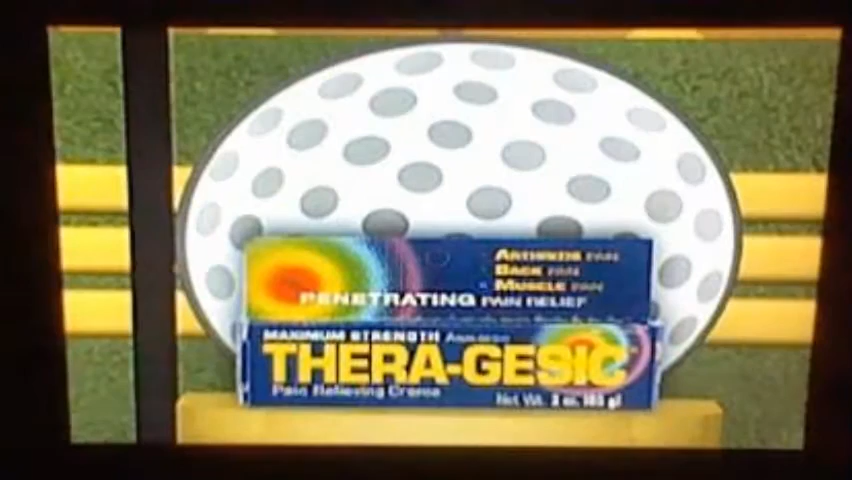 ARTHRITIS PAIN
BACK PAIN
MUSCLE PAIN
PENETRATING PAIN RELIEF
MAXIMUM STRENGTH
THERA-GESIC
Pain Relieving Creme
Net Wt. 3 oz. (85 g)